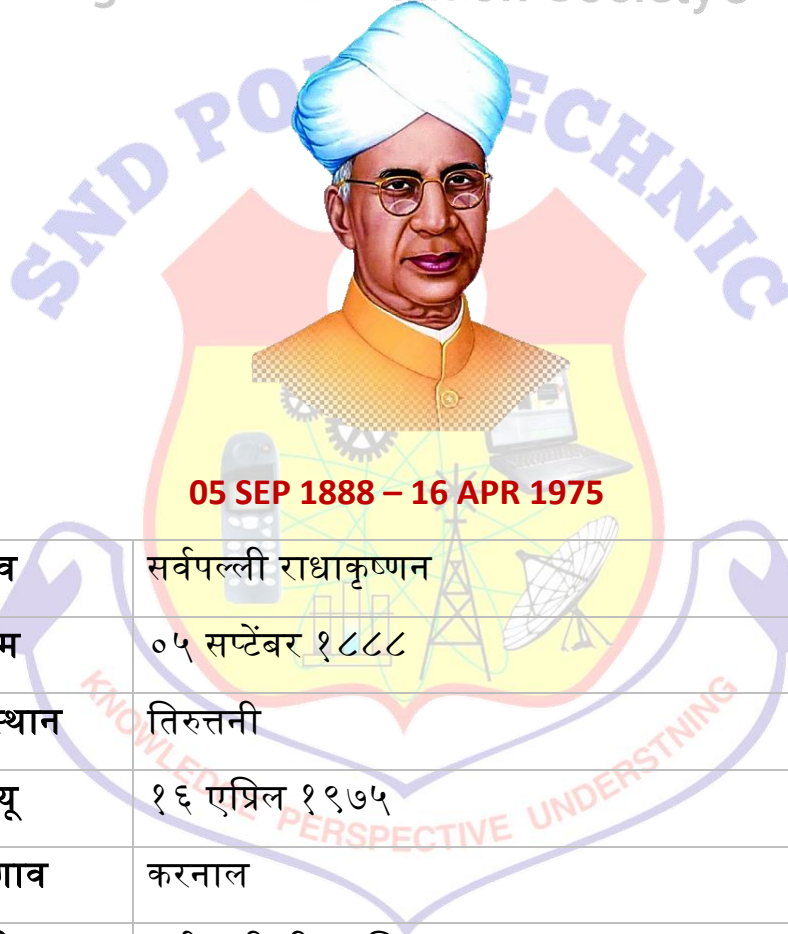 SND POLYTECHNIC
05 SEP 1888 – 16 APR 1975
व सर्वपल्ली राधाकृष्णन
म ०५ सप्टेंबर १८८८
स्थान तिरुत्तनी
यू १६ एप्रिल १९७५
गाव करनाल
KNOWLEDGE PERSPECTIVE UNDERSTNING